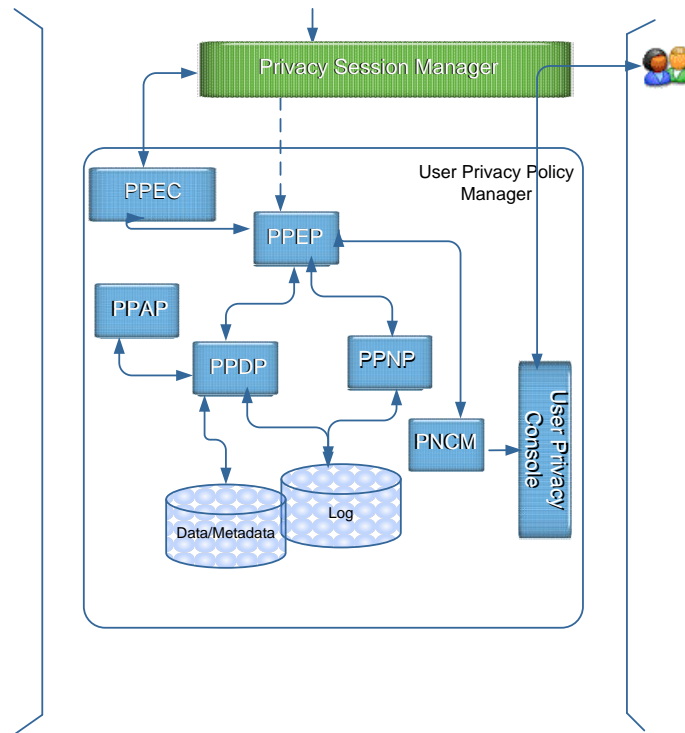 Privacy Session Manager
User Privacy Policy
Manager
PPEC
PPEP
PPAP
PPDP
PPNP
PNCM
User Privacy
Console
Log
Data/Metadata